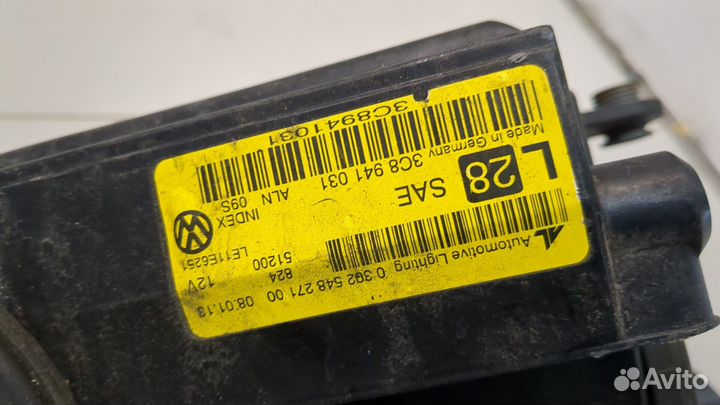 Automotive Lighting 0 392 548 271 00 08.01.13
824 12V
51200 LE11E6251
L 28 SAE
INDEX
ALN 09S
Made in Germany 3C8 941 031
3C8941031
Avito